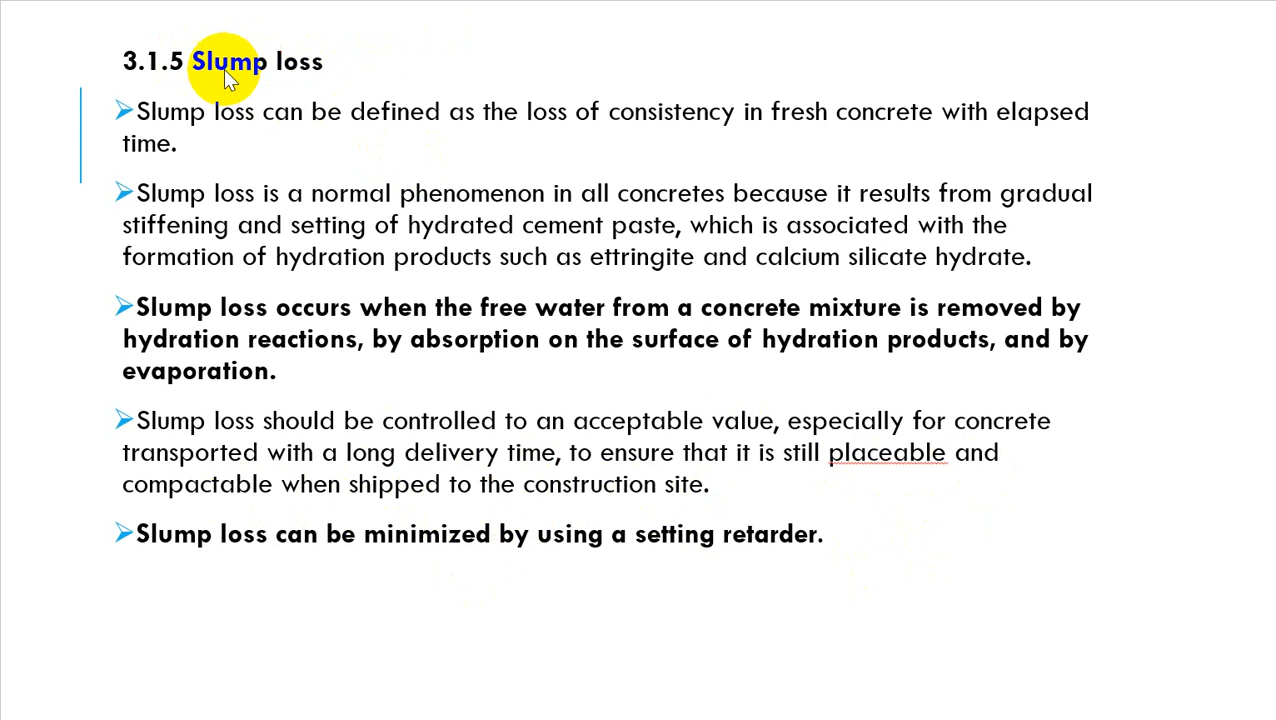 3.1.5 Slump loss
➢Slump loss can be defined as the loss of consistency in fresh concrete with elapsed
time.
➢Slump loss is a normal phenomenon in all concretes because it results from gradual
stiffening and setting of hydrated cement paste, which is associated with the
formation of hydration products such as ettringite and calcium silicate hydrate.
➢Slump loss occurs when the free water from a concrete mixture is removed by
hydration reactions, by absorption on the surface of hydration products, and by
evaporation.
➢Slump loss should be controlled to an acceptable value, especially for concrete
transported with a long delivery time, to ensure that it is still placeable and
compactable when shipped to the construction site.
➢Slump loss can be minimized by using a setting retarder.